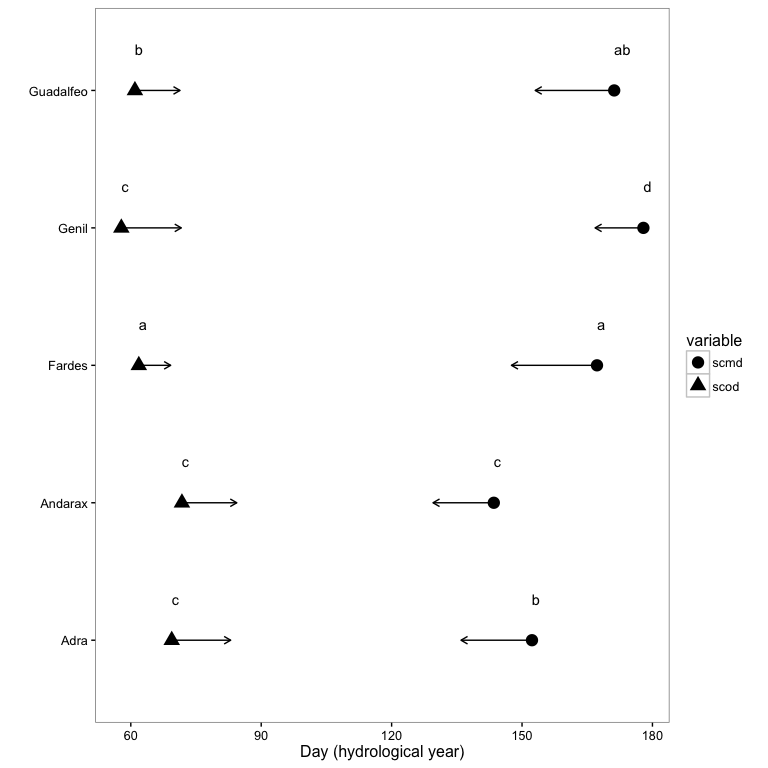 b ab
Guadalfeo
c d
Genil
a a
Fardes
c c
Andarax
c b
Adra
60 90 120 150 180
Day (hydrological year)
variable
scmd
scod